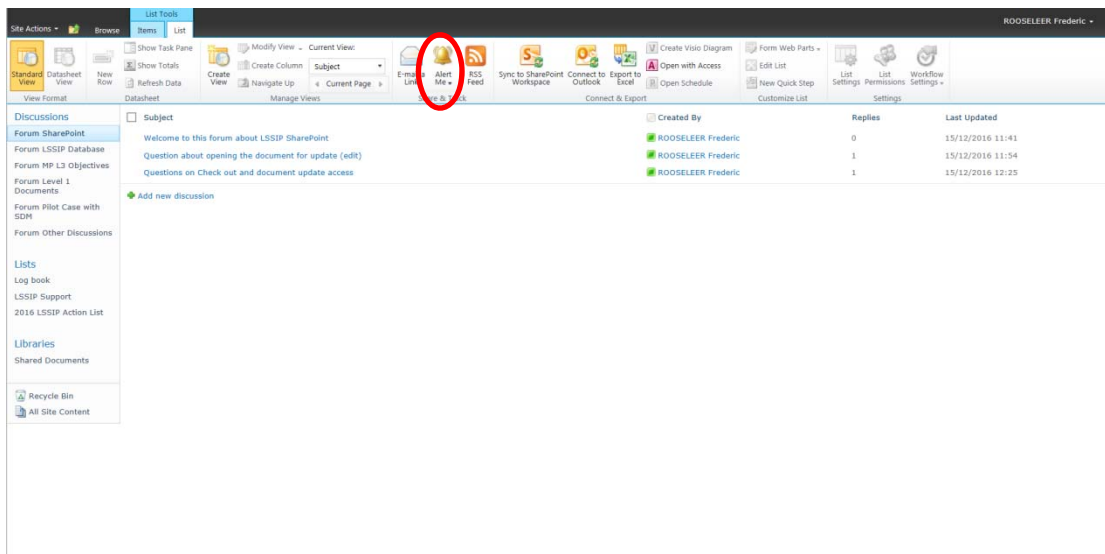 List Tools
ROOSELEER Frederic
Site Actions Browse Items List
Standard View
Datasheet View
New Row
Show Task Pane
Show Totals
Refresh Data
Create View
Modify View
Create Column
Navigate Up
Current View:
Subject
Current Page
Alert Me
RSS Feed
Sync to SharePoint Workspace
Connect to Outlook
Export to Excel
Create Visio Diagram
Open with Access
Open Schedule
Form Web Parts
Edit List
New Quick Step
List Settings
List Permissions
Workflow Settings
View Format
Datasheet
Manage Views
Connect & Export
Customize List
Settings
Discussions
Forum SharePoint
Forum LSSIP Database
Forum MP L3 Objectives
Forum Level 1
Documents
Forum Pilot Case with
SDM
Forum Other Discussions
Lists
Log book
LSSIP Support
2016 LSSIP Action List
Libraries
Shared Documents
Recycle Bin
All Site Content
Subject Created By Replies Last Updated
Welcome to this forum about LSSIP SharePoint ROOSELEER Frederic 0 15/12/2016 11:41
Question about opening the document for update (edit) ROOSELEER Frederic 1 15/12/2016 11:54
Questions on Check out and document update access ROOSELEER Frederic 1 15/12/2016 12:25
Add new discussion